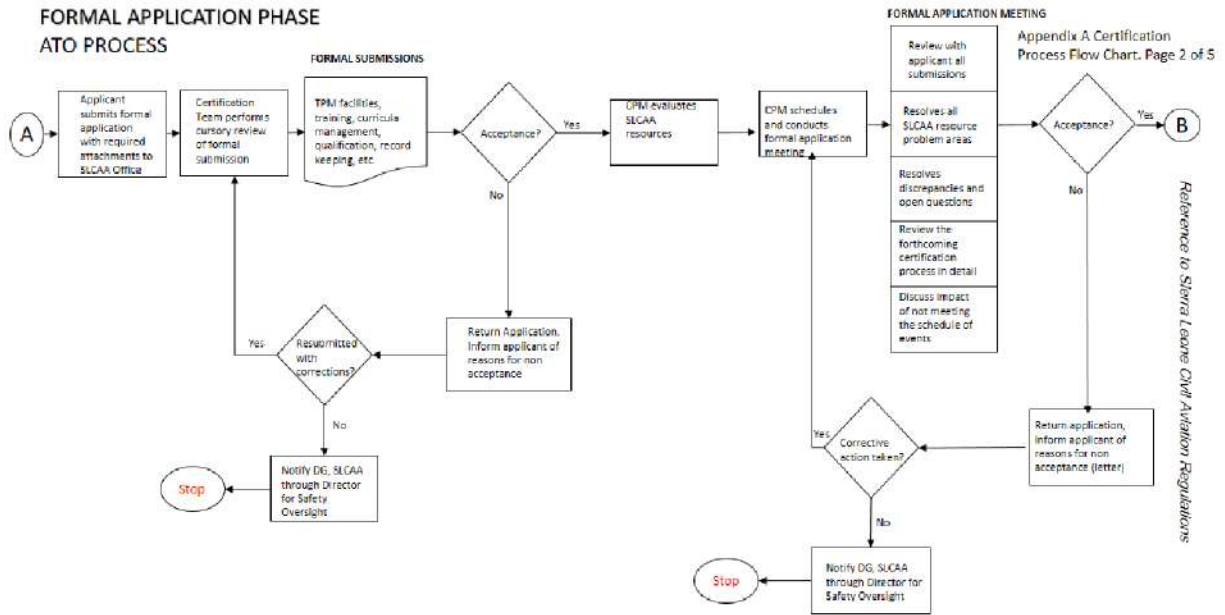 FORMAL APPLICATION PHASE
ATO PROCESS
FORMAL APPLICATION MEETING
Appendix A Certification
Process Flow Chart. Page 2 of 5
FORMAL SUBMISSIONS
A
Applicant
submits formal
application
with required
attachments to
SLCAA Office
Certification
Team performs
cursory review
of formal
submission
TPM facilities,
training, curricula
management,
qualification, record
keeping, etc.
Acceptance?
Yes
No
CPM evaluates
SLCAA
resources
CPM schedules
and conducts
formal application
meeting
Review with
applicant all
submissions
Resolves all
SLCAA resource
problem areas
Resolves
discrepancies and
open questions
Review the
forthcoming
certification
process in detail
Discuss impact
of not meeting
the schedule of
events
Acceptance?
Yes
B
No
Return Application.
Inform applicant of
reasons for non
acceptance
Resubmitted
with
corrections?
Yes
No
Notify DG, SLCAA
through Director
for Safety
Oversight
Stop
Return application,
Inform applicant of
reasons for non
acceptance (letter)
Corrective
action taken?
Yes
No
Notify DG, SLCAA
through Director for
Safety Oversight
Stop
Reference to Sierra Leone Civil Aviation Regulations